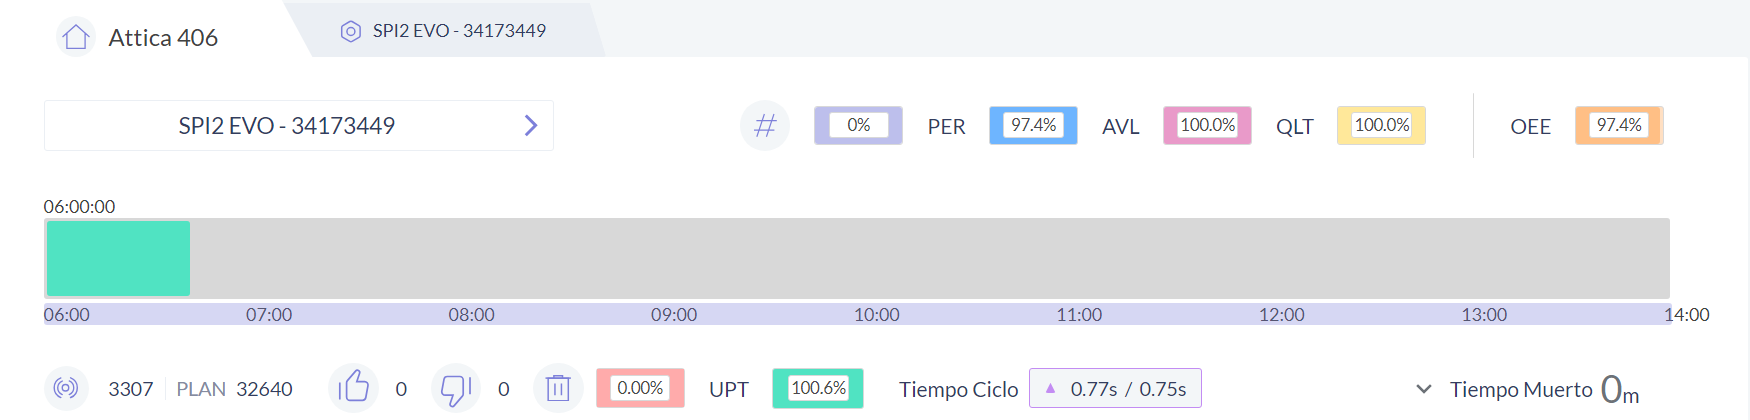 Attica 406
SPI2 EVO - 34173449
SPI2 EVO - 34173449
# 0% PER 97.4% AVL 100.0% QLT 100.0% OEE 97.4%
06:00:00
06:00 07:00 08:00 09:00 10:00 11:00 12:00 13:00 14:00
3307 PLAN 32640 0 0 0.00% UPT 100.6% Tiempo Ciclo 0.77s / 0.75s Tiempo Muerto 0m